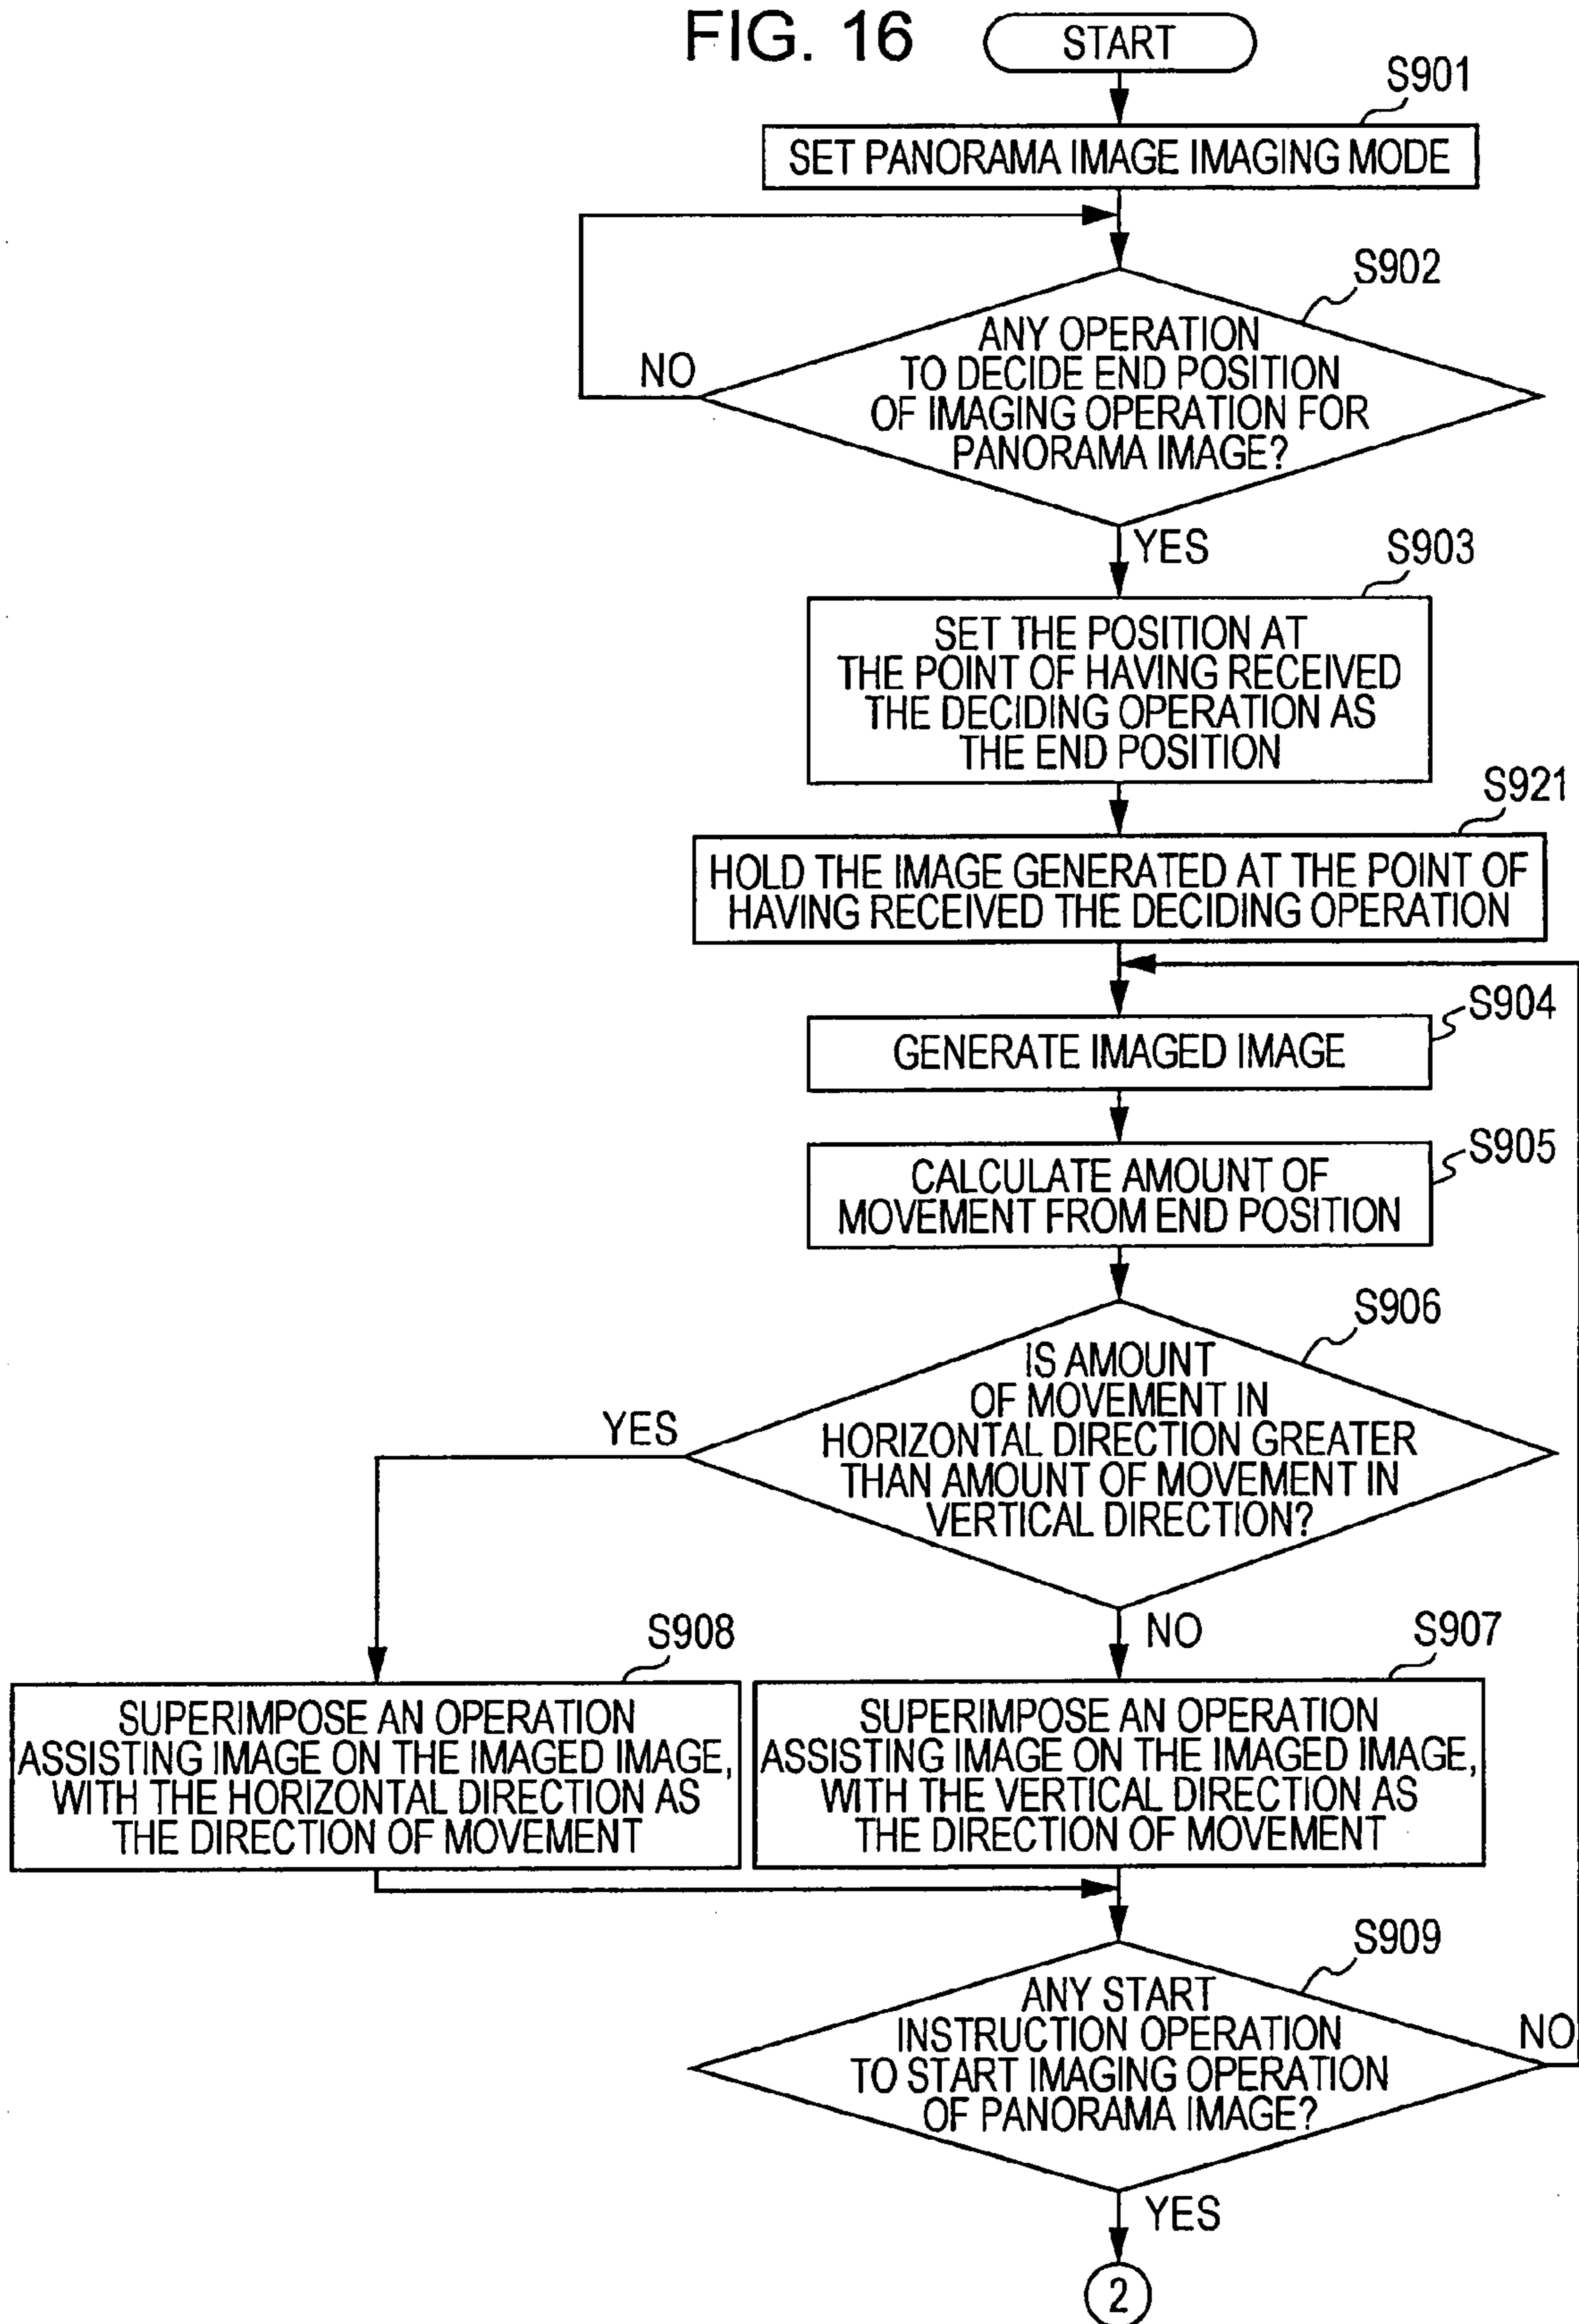 FIG. 16
START
S901
SET PANORAMA IMAGE IMAGING MODE
S902
ANY OPERATION
TO DECIDE END POSITION
OF IMAGING OPERATION FOR
PANORAMA IMAGE?
NO
YES
S903
SET THE POSITION AT
THE POINT OF HAVING RECEIVED
THE DECIDING OPERATION AS
THE END POSITION
S921
HOLD THE IMAGE GENERATED AT THE POINT OF
HAVING RECEIVED THE DECIDING OPERATION
S904
GENERATE IMAGED IMAGE
S905
CALCULATE AMOUNT OF
MOVEMENT FROM END POSITION
S906
IS AMOUNT
OF MOVEMENT IN
HORIZONTAL DIRECTION GREATER
THAN AMOUNT OF MOVEMENT IN
VERTICAL DIRECTION?
YES
NO
S908
SUPERIMPOSE AN OPERATION
ASSISTING IMAGE ON THE IMAGED IMAGE,
WITH THE HORIZONTAL DIRECTION AS
THE DIRECTION OF MOVEMENT
S907
SUPERIMPOSE AN OPERATION
ASSISTING IMAGE ON THE IMAGED IMAGE,
WITH THE VERTICAL DIRECTION AS
THE DIRECTION OF MOVEMENT
S909
ANY START
INSTRUCTION OPERATION
TO START IMAGING OPERATION
OF PANORAMA IMAGE?
NO
YES
2